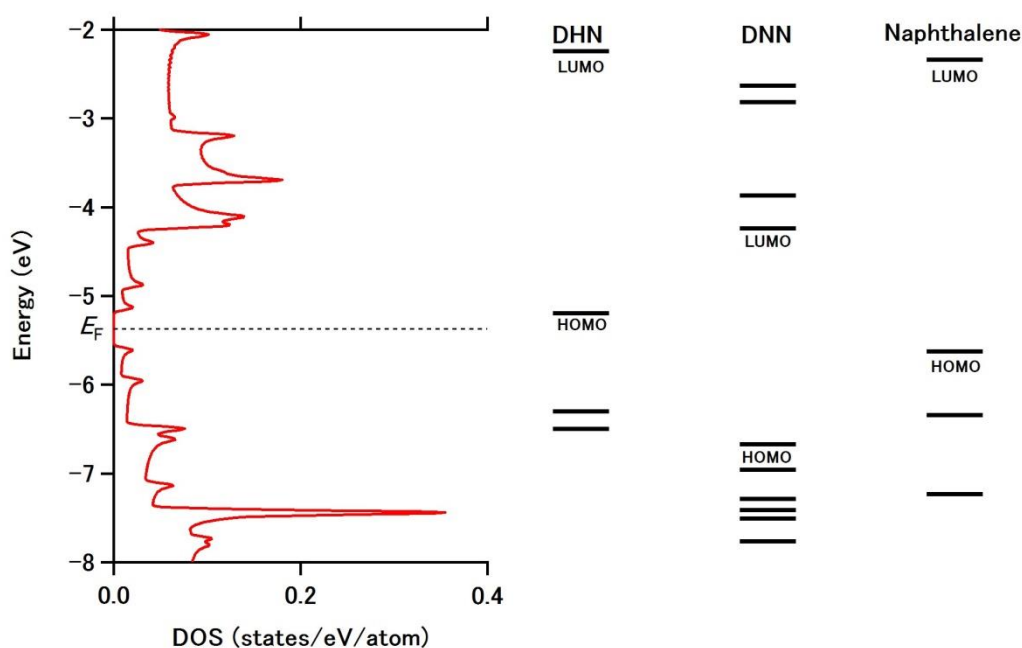 DHN
DNN
Naphthalene
LUMO
LUMO
LUMO
HOMO
HOMO
HOMO
−2
−3
−4
−5
E_F
−6
−7
−8
Energy (eV)
0.0
0.2
0.4
DOS (states/eV/atom)